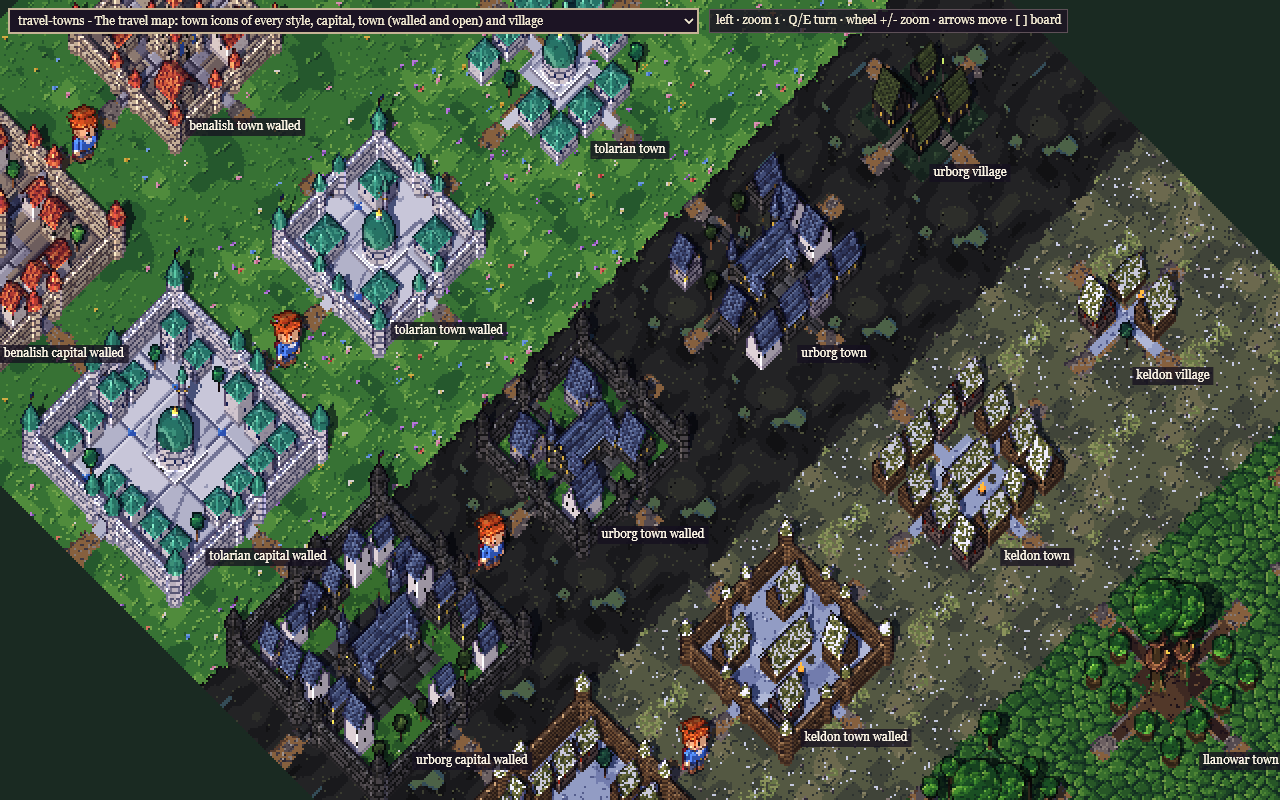 travel-towns - The travel map: town icons of every style, capital, town (walled and open) and village
left · zoom 1 · Q/E turn · wheel +/- zoom · arrows move · [ ] board
benalish town walled
tolarian town
urborg village
tolarian town walled
benalish capital walled
urborg town
keldon village
urborg town walled
tolarian capital walled
keldon town
keldon town walled
urborg capital walled
llanowar town